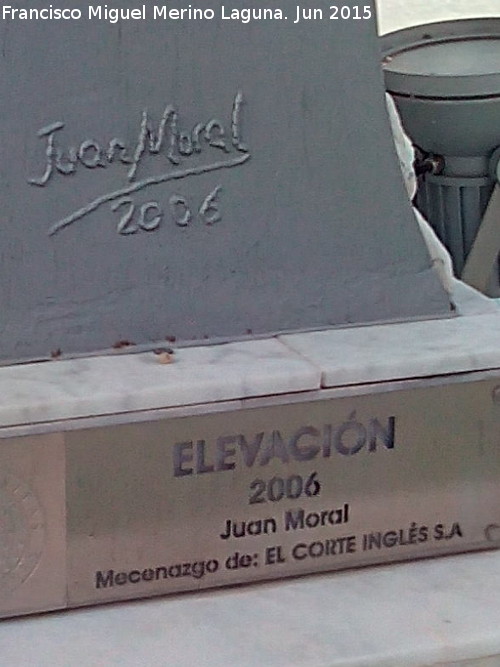 Francisco Miguel Merino Laguna. Jun 2015
Juan Moral
2006
ELEVACIÓN
2006
Juan Moral
Mecenazgo de: EL CORTE INGLÉS S.A